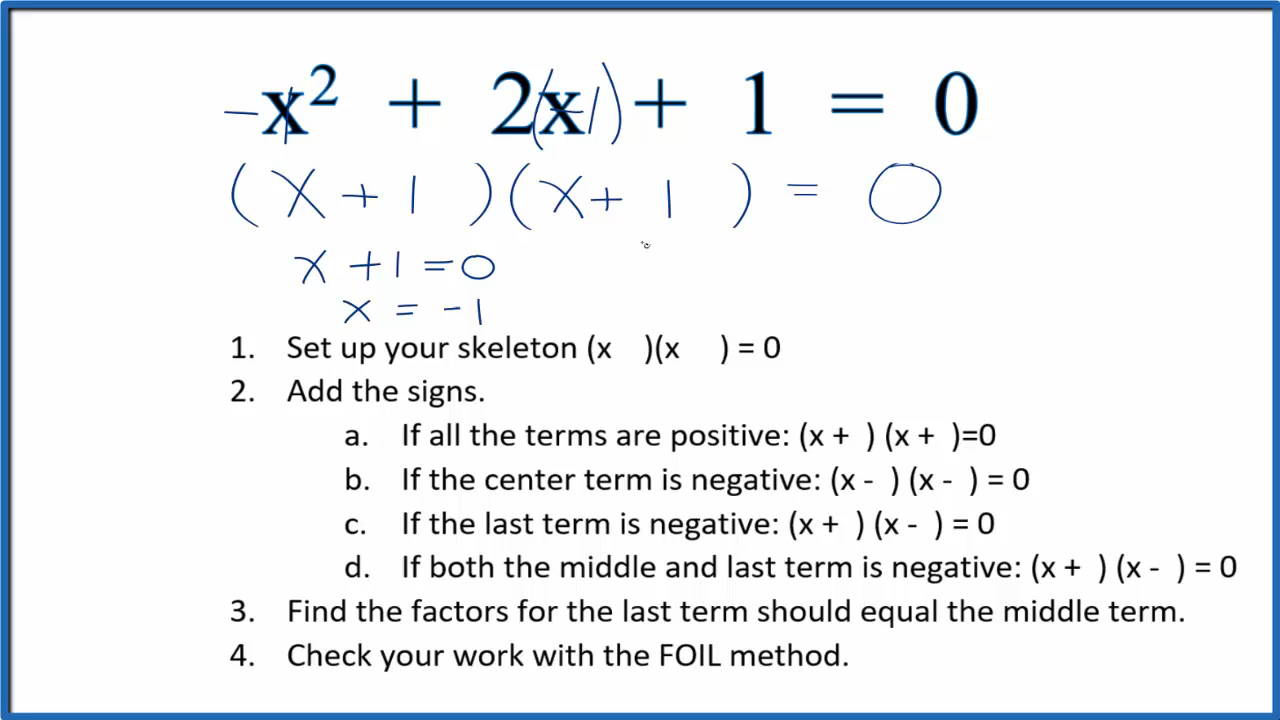 x² + 2x + 1 = 0
-1 (-1)
(x + 1)(x + 1) = 0
x + 1 = 0
x = -1
1. Set up your skeleton (x  )(x  ) = 0
2. Add the signs.
a. If all the terms are positive: (x +  ) (x +  )=0
b. If the center term is negative: (x -  ) (x -  ) = 0
c. If the last term is negative: (x +  ) (x -  ) = 0
d. If both the middle and last term is negative: (x +  ) (x -  ) = 0
3. Find the factors for the last term should equal the middle term.
4. Check your work with the FOIL method.